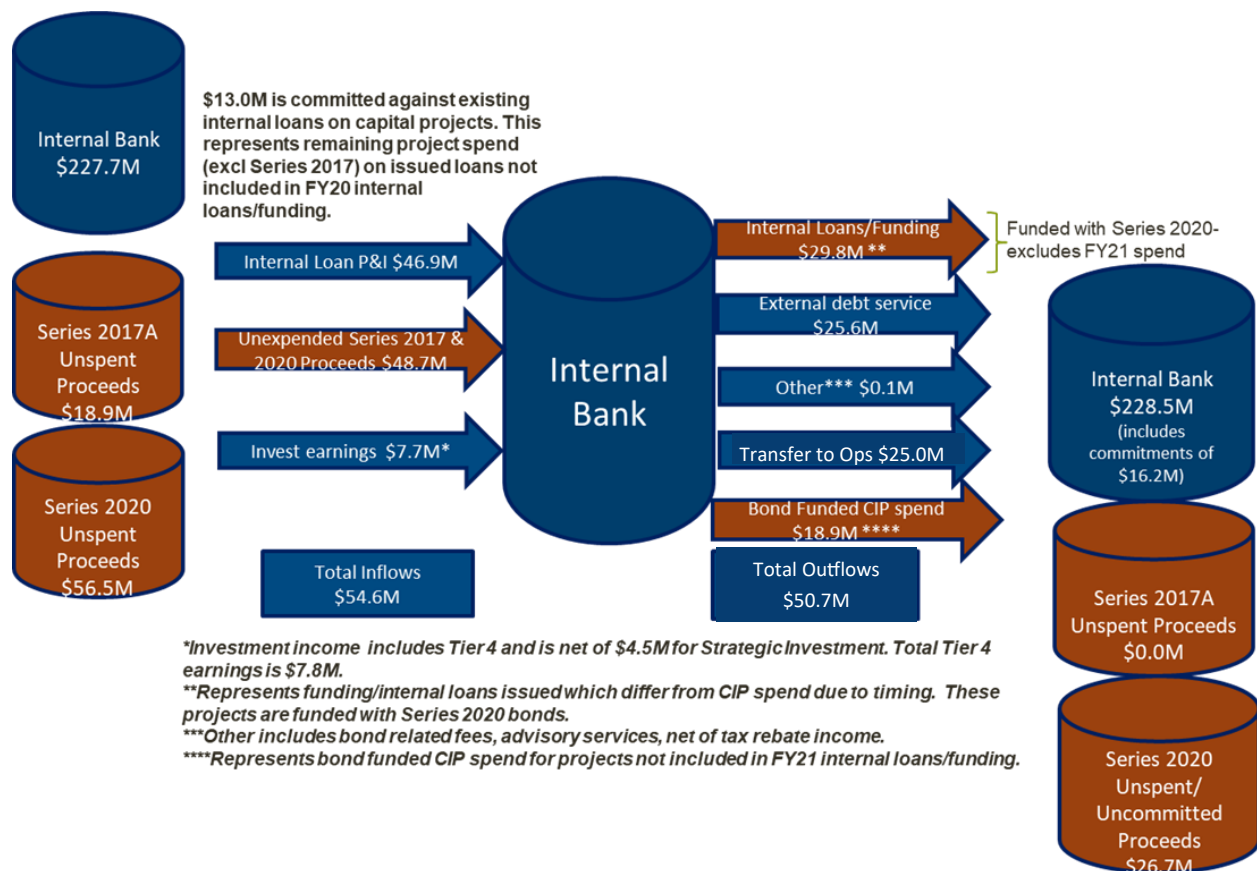 Internal Bank
$227.7M
$13.0M is committed against existing
internal loans on capital projects. This
represents remaining project spend
(excl Series 2017) on issued loans not
included in FY20 internal
loans/funding.
Series 2017A
Unspent
Proceeds
$18.9M
Series 2020
Unspent
Proceeds
$56.5M
Internal Loan P&I $46.9M
Unexpended Series 2017 &
2020 Proceeds $48.7M
Invest earnings $7.7M*
Total Inflows
$54.6M
Internal
Bank
Internal Loans/Funding
$29.8M **
External debt service
$25.6M
Other*** $0.1M
Transfer to Ops $25.0M
Bond Funded CIP spend
$18.9M ****
Total Outflows
$50.7M
Funded with Series 2020-
excludes FY21 spend
Internal Bank
$228.5M
(includes
commitments of
$16.2M)
Series 2017A
Unspent Proceeds
$0.0M
Series 2020
Unspent/
Uncommitted
Proceeds
$26.7M
*Investment income includes Tier 4 and is net of $4.5M for Strategic Investment. Total Tier 4
earnings is $7.8M.
**Represents funding/internal loans issued which differ from CIP spend due to timing. These
projects are funded with Series 2020 bonds.
***Other includes bond related fees, advisory services, net of tax rebate income.
****Represents bond funded CIP spend for projects not included in FY21 internal loans/funding.